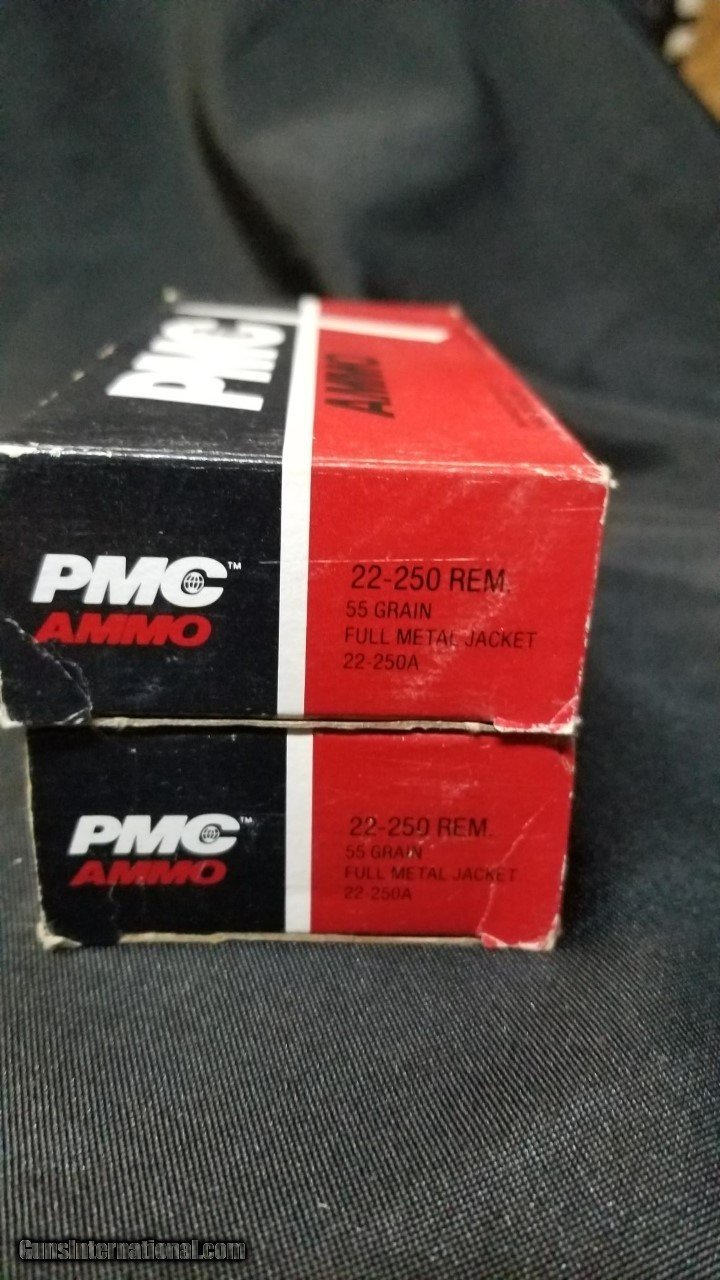 PMC
AMMO
PMC™
AMMO
22-250 REM.
55 GRAIN
FULL METAL JACKET
22-250A
PMC™
AMMO
22-250 REM.
55 GRAIN
FULL METAL JACKET
22-250A
GunsInternational.com